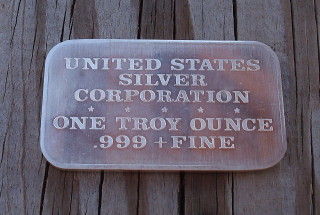 UNITED STATES
SILVER
CORPORATION
ONE TROY OUNCE
.999 + FINE